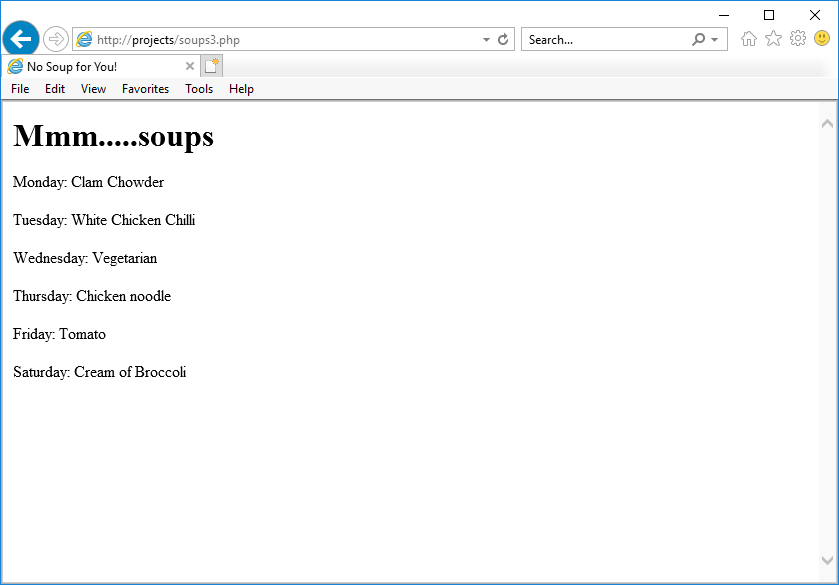 http://projects/soups3.php
Search...
No Soup for You!
File Edit View Favorites Tools Help
Mmm.....soups
Monday: Clam Chowder
Tuesday: White Chicken Chilli
Wednesday: Vegetarian
Thursday: Chicken noodle
Friday: Tomato
Saturday: Cream of Broccoli